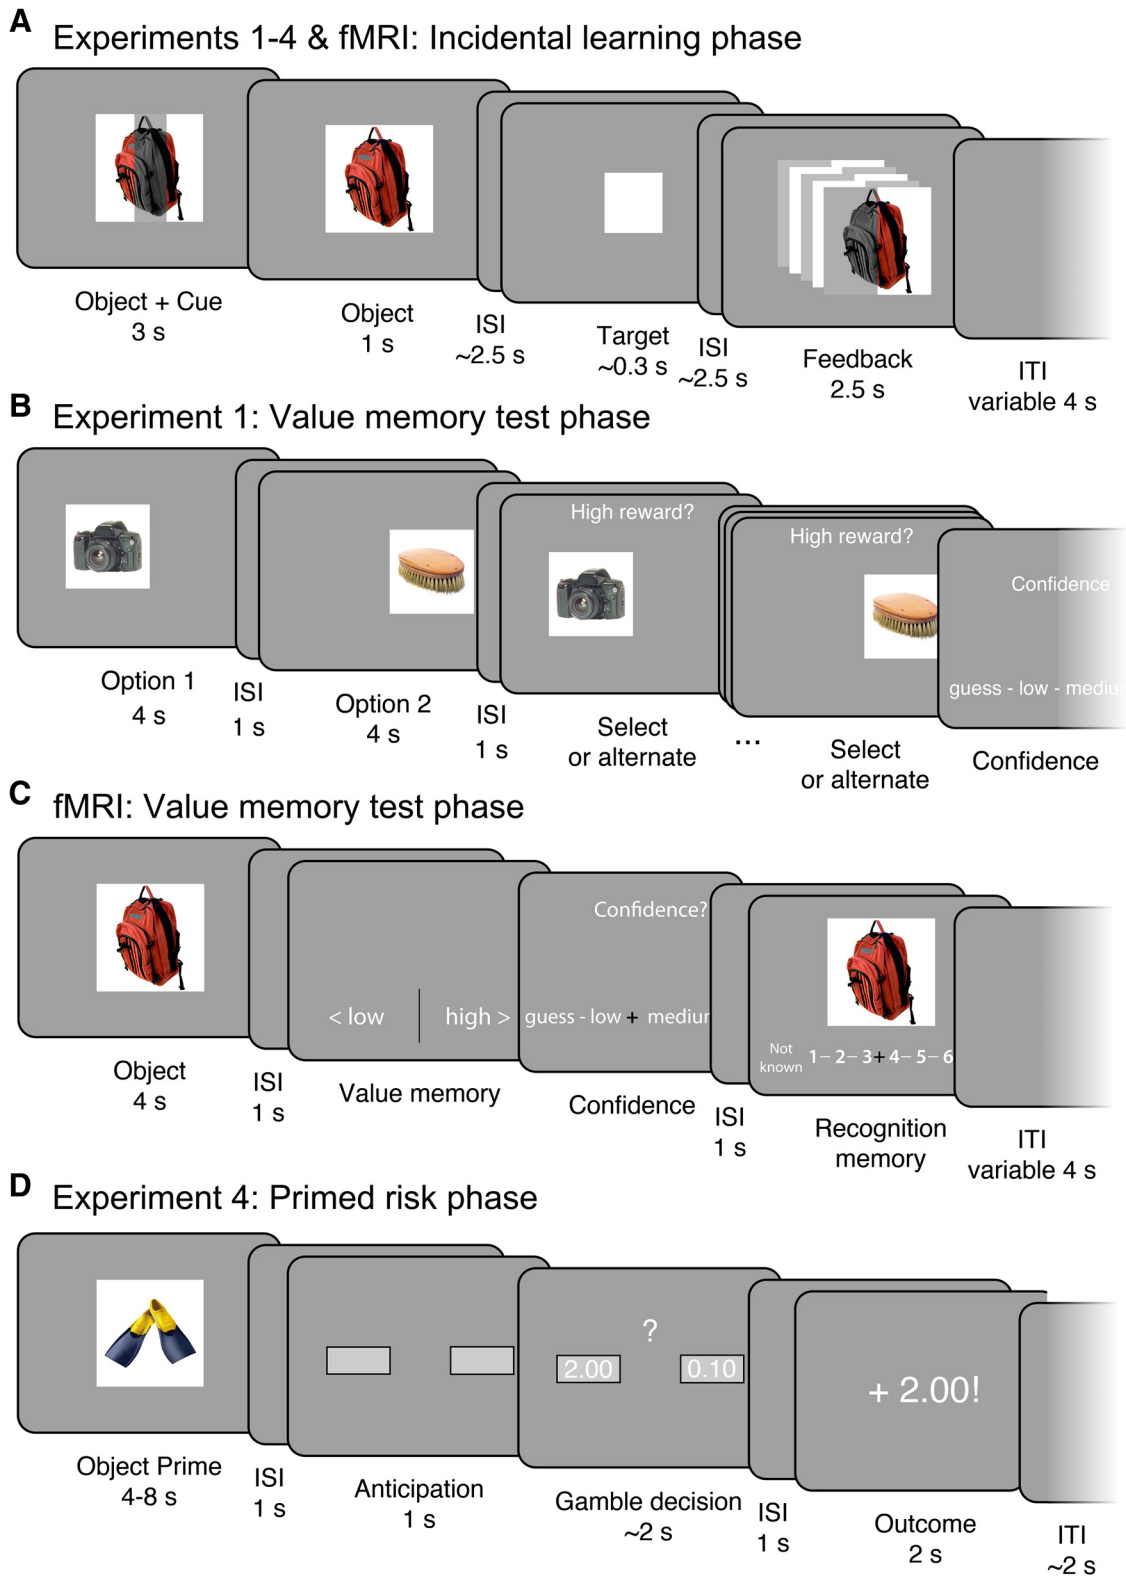 A Experiments 1-4 & fMRI: Incidental learning phase
Object + Cue
3 s
Object
1 s
ISI
~2.5 s
Target
~0.3 s
ISI
~2.5 s
Feedback
2.5 s
ITI
variable 4 s
B Experiment 1: Value memory test phase
Option 1
4 s
ISI
1 s
Option 2
4 s
ISI
1 s
High reward?
Select
or alternate
...
High reward?
Select
or alternate
Confidence
guess - low - mediu
Confidence
C fMRI: Value memory test phase
Object
4 s
ISI
1 s
< low
high >
Value memory
Confidence?
guess - low + mediur
Confidence
ISI
1 s
Not
known
1 - 2 - 3 + 4 - 5 - 6
Recognition
memory
ITI
variable 4 s
D Experiment 4: Primed risk phase
Object Prime
4-8 s
ISI
1 s
Anticipation
1 s
?
2.00
0.10
Gamble decision
~2 s
ISI
1 s
+ 2.00!
Outcome
2 s
ITI
~2 s